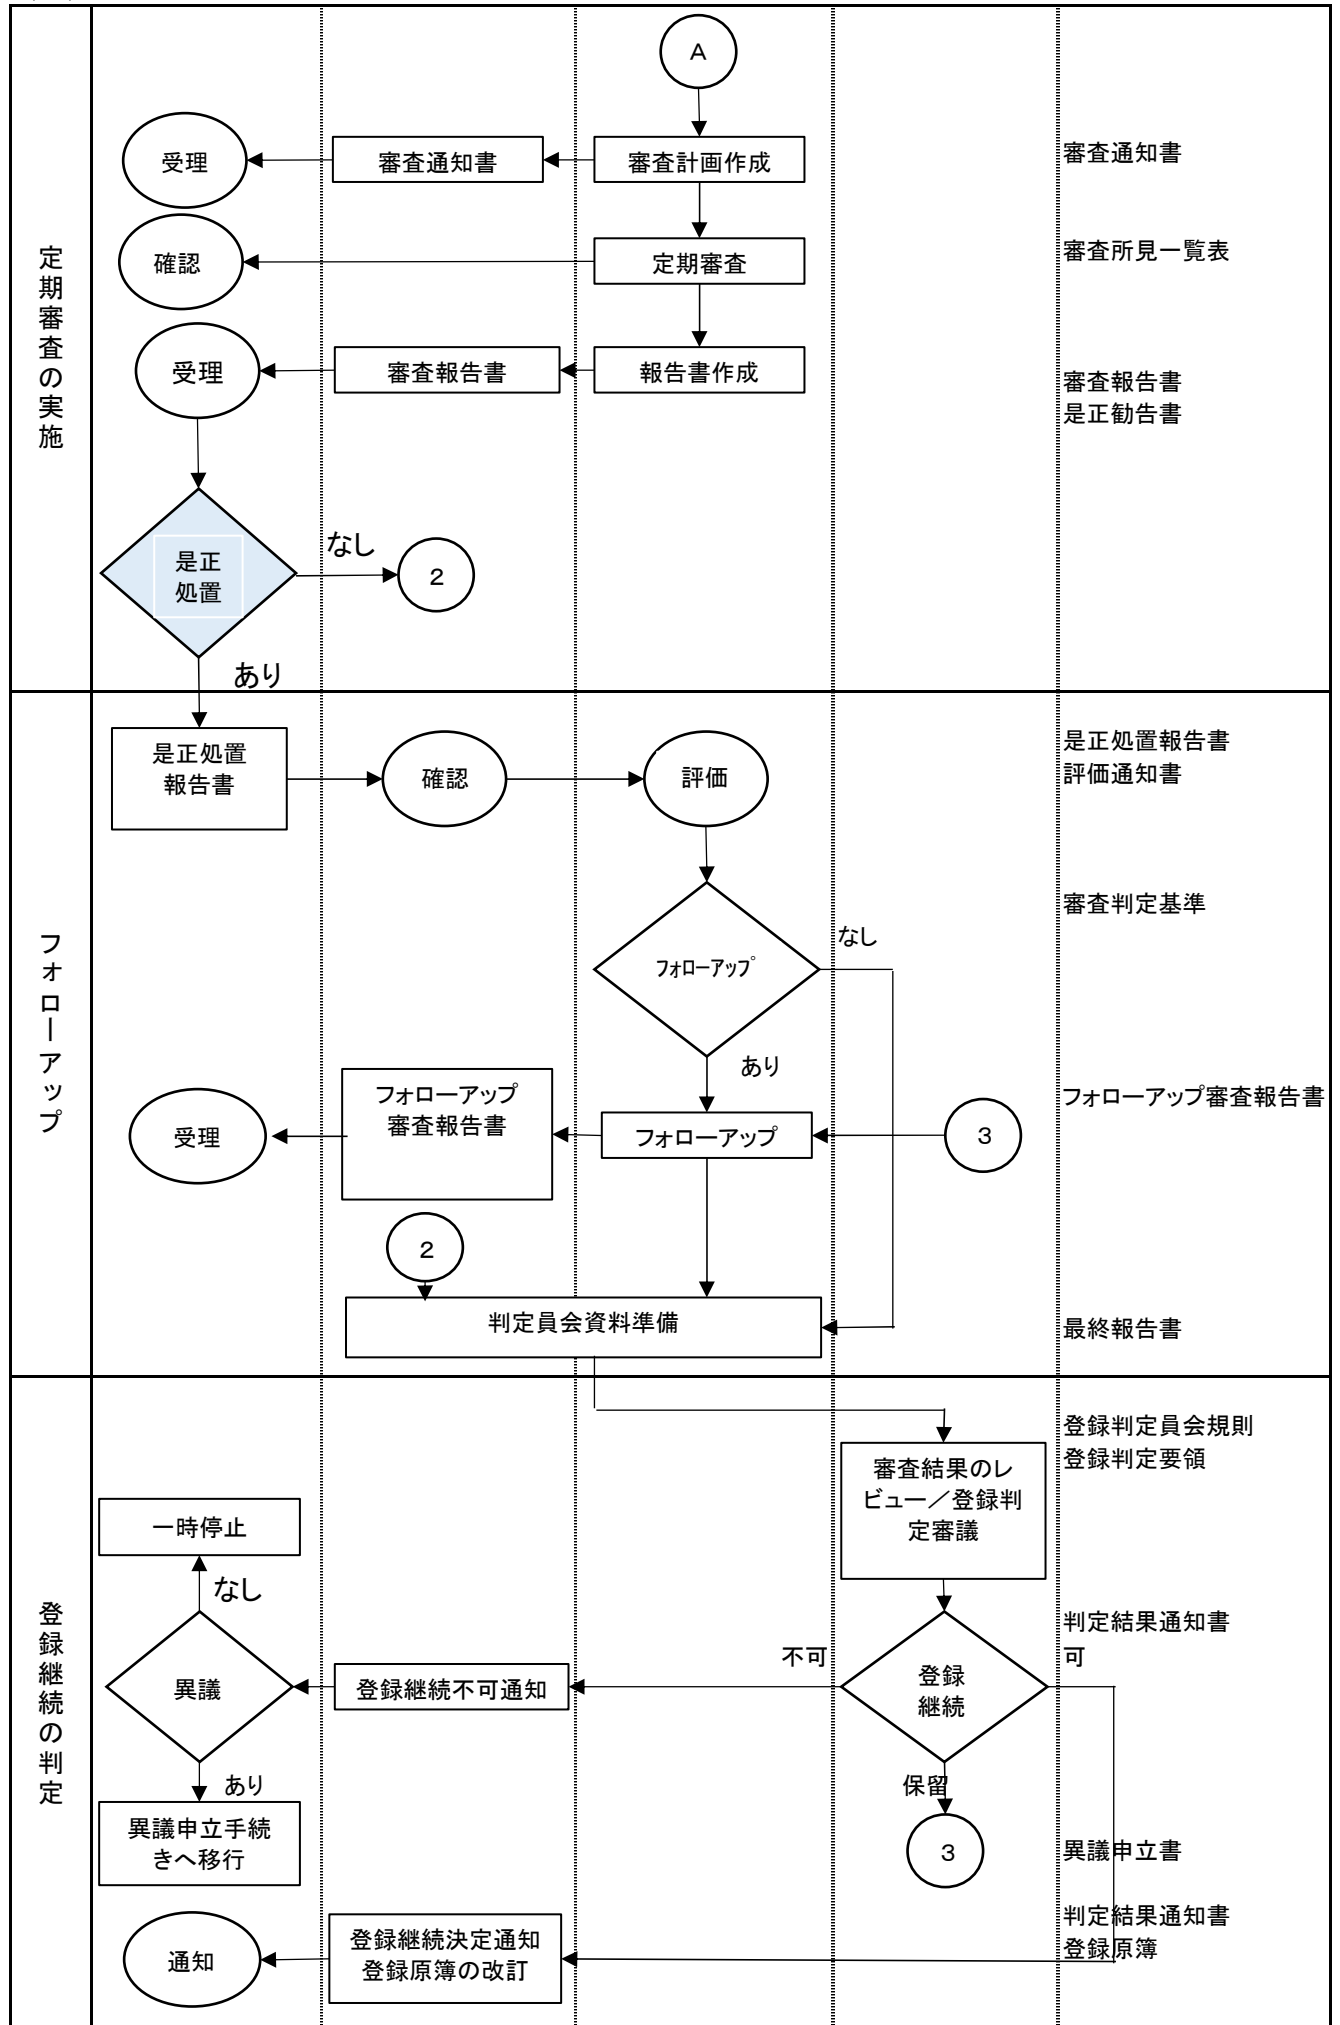 A
受理
審査通知書
審査計画作成
審査通知書
定期審査の実施
確認
定期審査
審査所見一覧表
受理
審査報告書
報告書作成
審査報告書
是正勧告書
是正
処置
なし
2
あり
フォローアップ
是正処置
報告書
確認
評価
是正処置報告書
評価通知書
審査判定基準
フォローアップ
なし
あり
受理
フォローアップ
審査報告書
フォローアップ
3
フォローアップ審査報告書
2
判定員会資料準備
最終報告書
登録継続の判定
登録判定員会規則
登録判定要領
審査結果のレ
ビュー／登録判
定審議
一時停止
なし
異議
登録継続不可通知
不可
登録
継続
判定結果通知書
可
あり
保留
異議申立手続
きへ移行
3
異議申立書
通知
登録継続決定通知
登録原簿の改訂
判定結果通知書
登録原簿